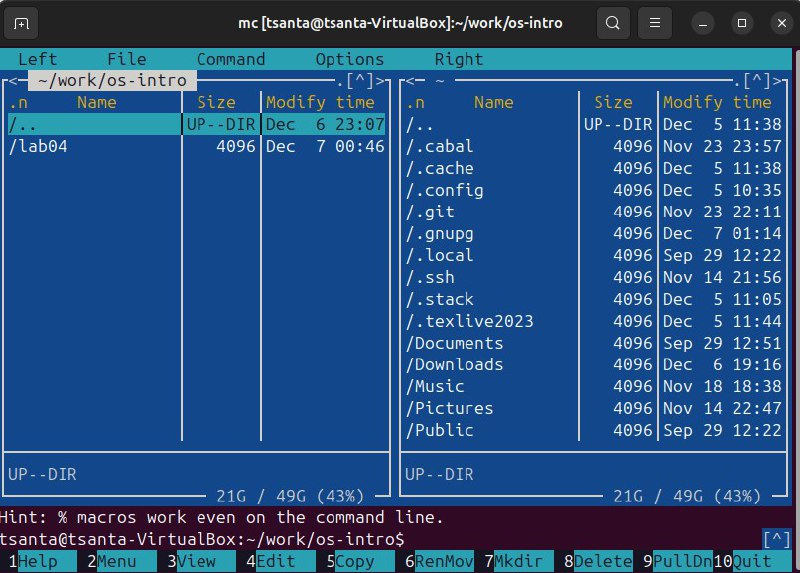 mc [tsanta@tsanta-VirtualBox]:~/work/os-intro
Left File Command Options Right
<─ ~/work/os-intro ─.[^]>
.n Name Size Modify time
/.. UP--DIR Dec 6 23:07
/lab04 4096 Dec 7 00:46
UP--DIR
21G / 49G (43%)
<─ ~ ─.[^]>
.n Name Size Modify time
/.. UP--DIR Dec 5 11:38
/.cabal 4096 Nov 23 23:57
/.cache 4096 Dec 5 11:38
/.config 4096 Dec 5 10:35
/.git 4096 Nov 23 22:11
/.gnupg 4096 Dec 7 01:14
/.local 4096 Sep 29 12:22
/.ssh 4096 Nov 14 21:56
/.stack 4096 Dec 5 11:05
/.texlive2023 4096 Dec 5 11:44
/Documents 4096 Sep 29 12:51
/Downloads 4096 Dec 6 19:16
/Music 4096 Nov 18 18:38
/Pictures 4096 Nov 14 22:47
/Public 4096 Sep 29 12:22
UP--DIR
21G / 49G (43%)
Hint: % macros work even on the command line.
tsanta@tsanta-VirtualBox:~/work/os-intro$ [^]
1Help 2Menu 3View 4Edit 5Copy 6RenMov 7Mkdir 8Delete 9PullDn 10Quit